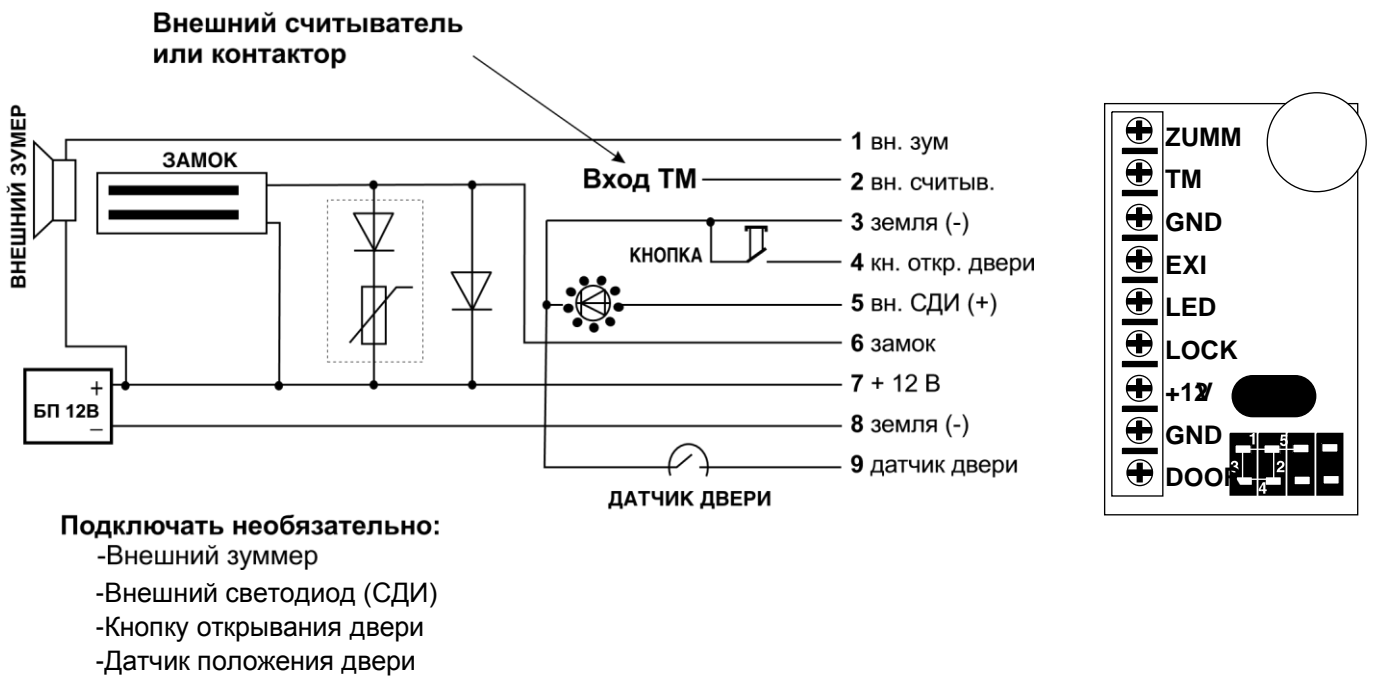 Внешний считыватель
или контактор
ВНЕШНИЙ ЗУМЕР
ЗАМОК
Вход ТМ
КНОПКА
БП 12В
+
–
ДАТЧИК ДВЕРИ
1 вн. зум
2 вн. считыв.
3 земля (-)
4 кн. откр. двери
5 вн. СДИ (+)
6 замок
7 + 12 В
8 земля (-)
9 датчик двери
ZUMM
TM
GND
EXI
LED
LOCK
+12V
GND
DOOR
1 5
3 2
4
Подключать необязательно:
-Внешний зуммер
-Внешний светодиод (СДИ)
-Кнопку открывания двери
-Датчик положения двери